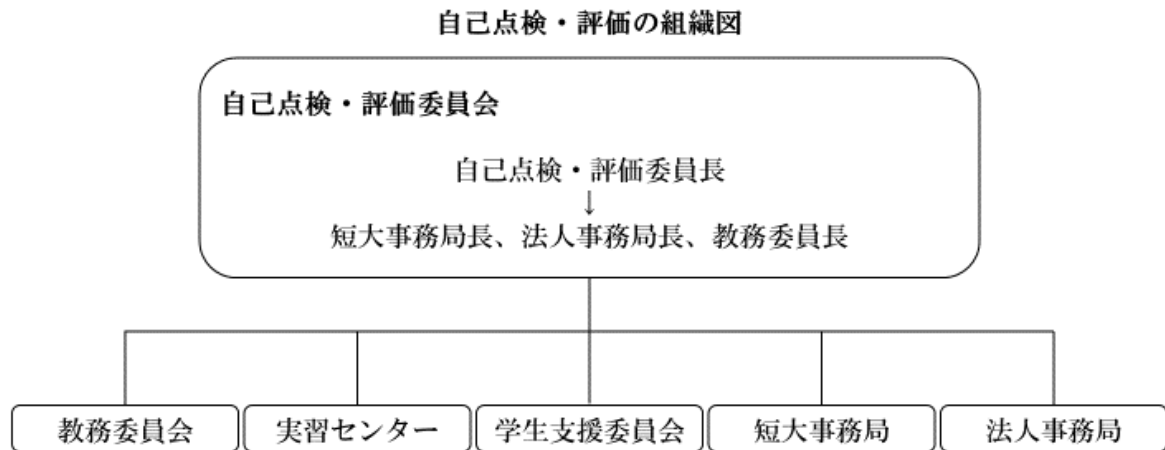 自己点検・評価の組織図
自己点検・評価委員会
自己点検・評価委員長
↓
短大事務局長、法人事務局長、教務委員長
教務委員会
実習センター
学生支援委員会
短大事務局
法人事務局